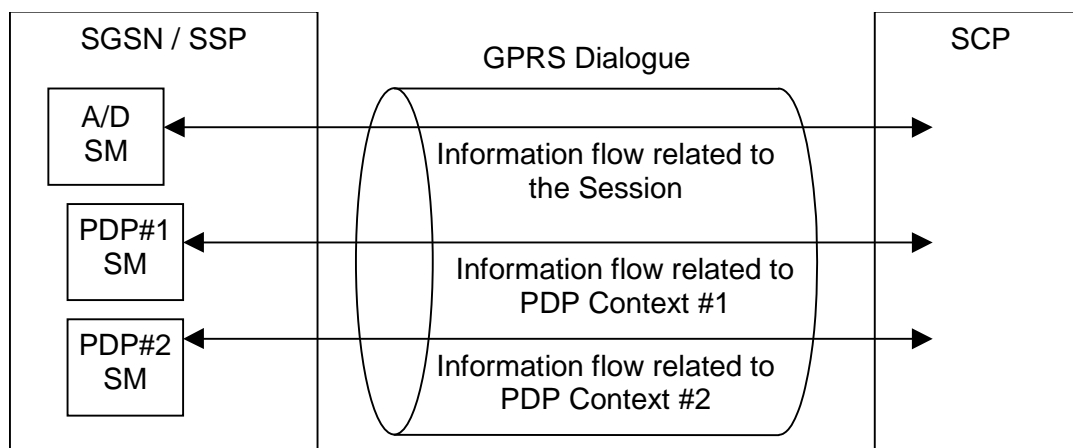 SGSN / SSP
SCP
GPRS Dialogue
A/D
SM
Information flow related to
the Session
PDP#1
SM
Information flow related to
PDP Context #1
PDP#2
SM
Information flow related to
PDP Context #2